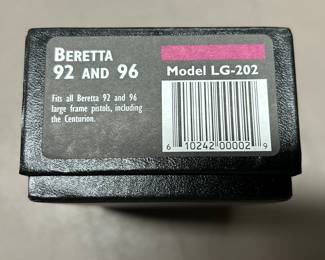 BERETTA
92 AND 96
Fits all Beretta 92 and 96
large frame pistols, including
the Centurion.
Model LG-202
6 10242 00002 9